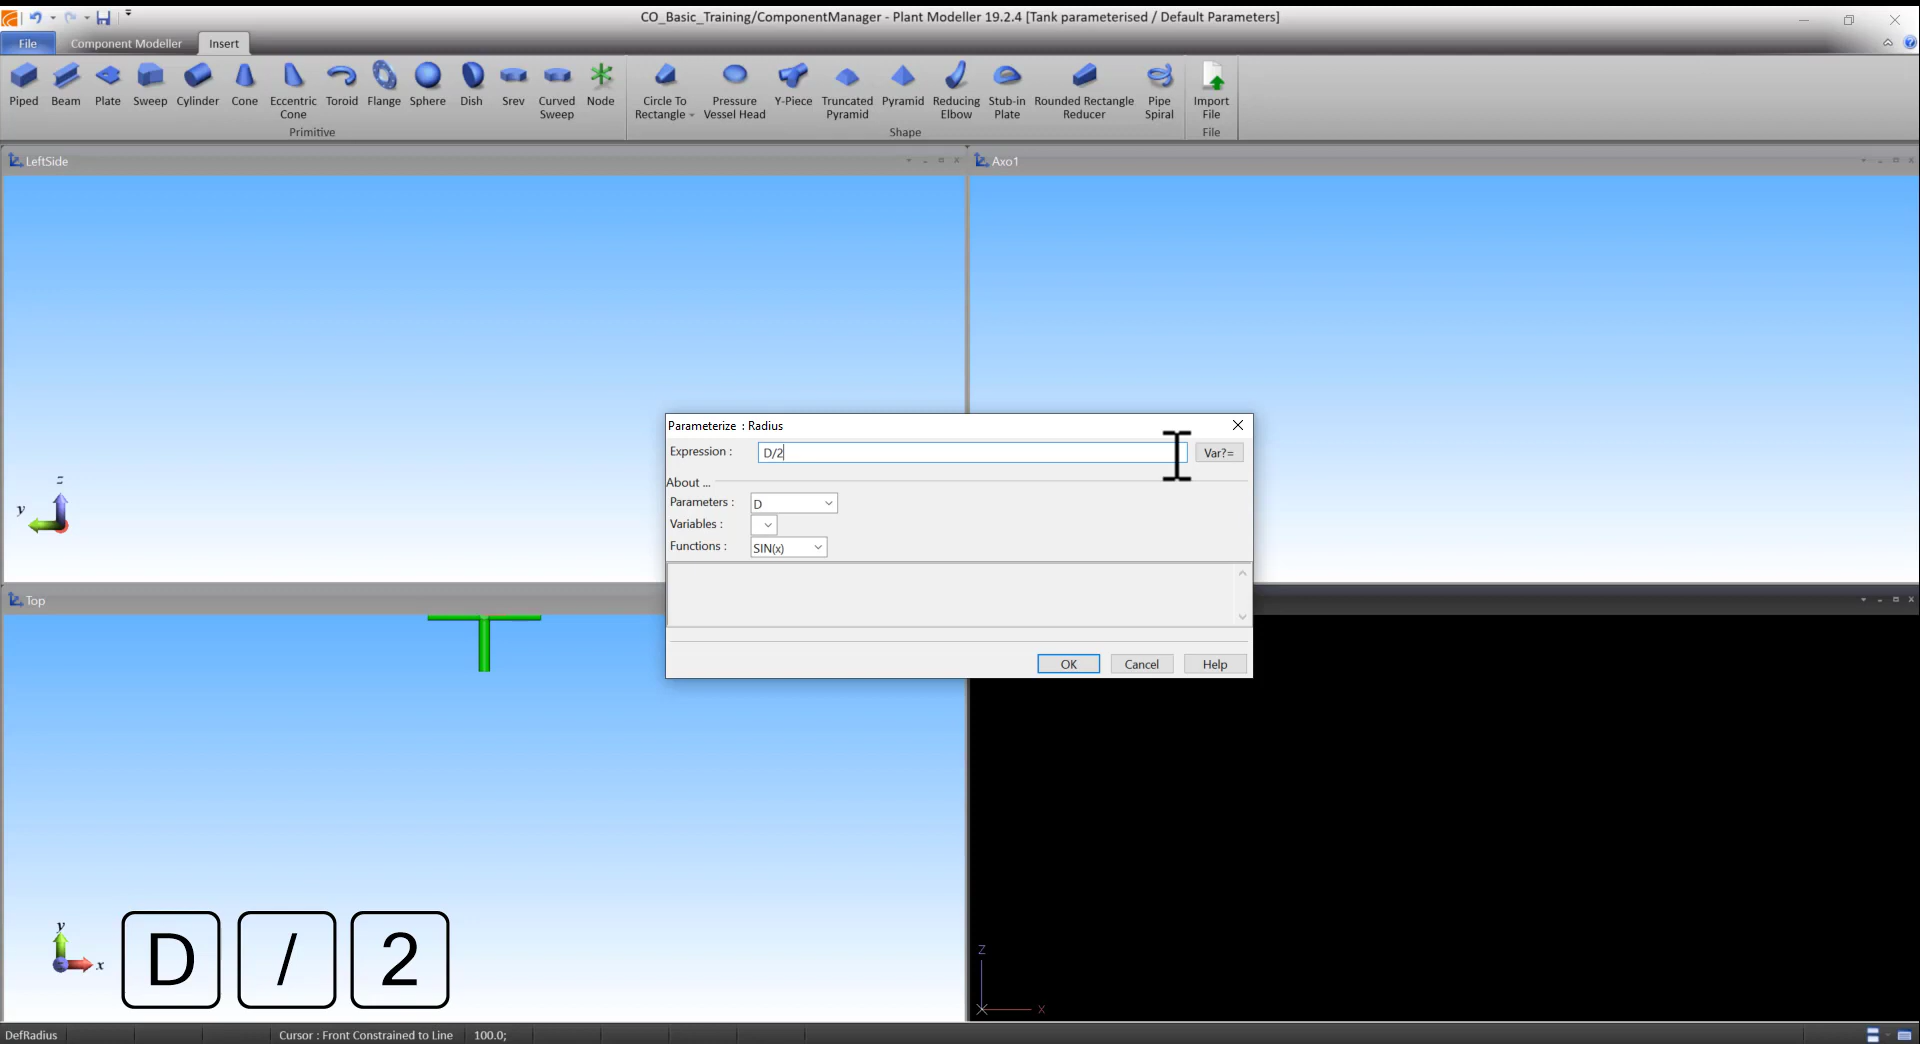 CO_Basic_Training/ComponentManager - Plant Modeller 19.2.4 [Tank parameterised / Default Parameters]
File Component Modeller Insert
Piped Beam Plate Sweep Cylinder Cone Eccentric Cone Toroid Flange Sphere Dish Srev Curved Sweep Node
Primitive
Circle To Rectangle Pressure Vessel Head Y-Piece Truncated Pyramid Pyramid Reducing Elbow Stub-in Plate Rounded Rectangle Reducer Pipe Spiral
Shape
Import File
File
LeftSide
Axo1
Parameterize : Radius
Expression : D/2 Var?=
About ...
Parameters : D
Variables :
Functions : SIN(x)
OK Cancel Help
z
y
Top
y
x
D / 2
Z
X
DefRadius Cursor : Front Constrained to Line 100.0;